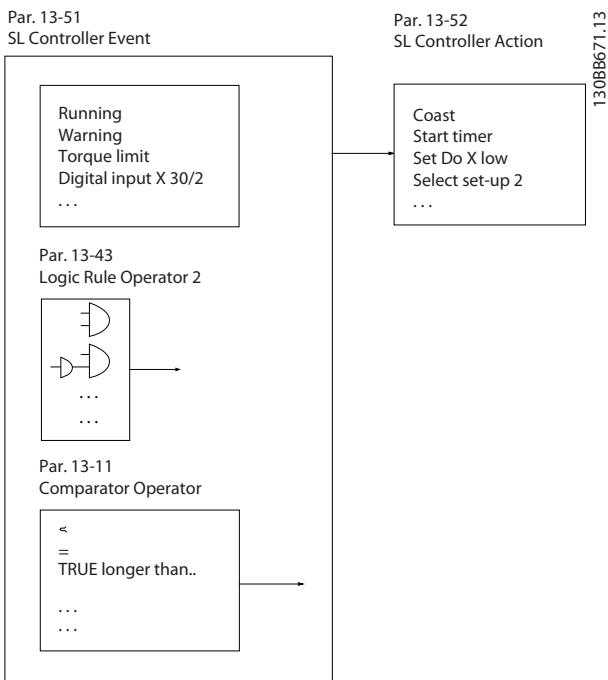 Par. 13-51
SL Controller Event
Par. 13-52
SL Controller Action
130BB671.13
Running
Warning
Torque limit
Digital input X 30/2
. . .
Coast
Start timer
Set Do X low
Select set-up 2
. . .
Par. 13-43
Logic Rule Operator 2
. . .
. . .
Par. 13-11
Comparator Operator
<
=
TRUE longer than..
. . .
. . .